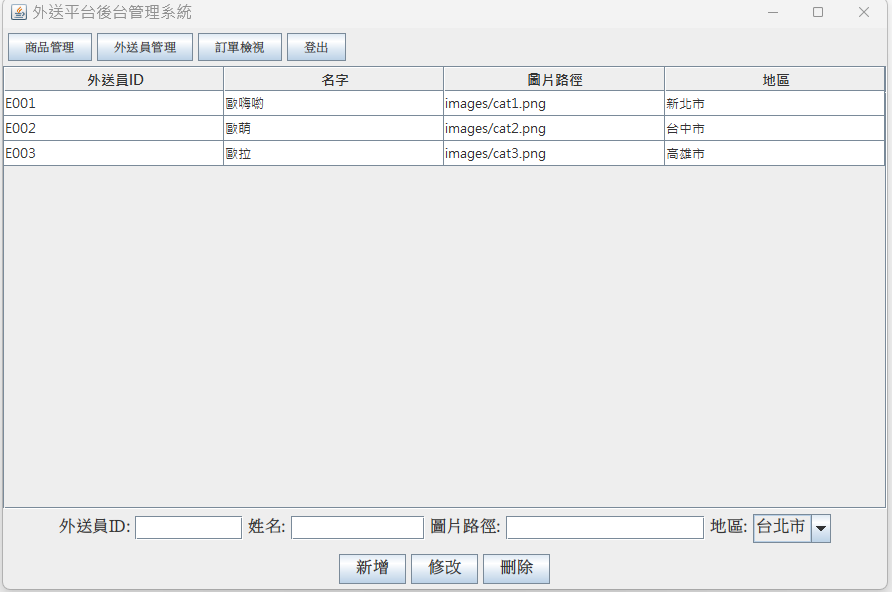 外送平台後台管理系統
商品管理 外送員管理 訂單檢視 登出
外送員ID 名字 圖片路徑 地區
E001 歐嗨喲 images/cat1.png 新北市
E002 歐萌 images/cat2.png 台中市
E003 歐拉 images/cat3.png 高雄市
外送員ID: 姓名: 圖片路徑: 地區: 台北市
新增 修改 刪除